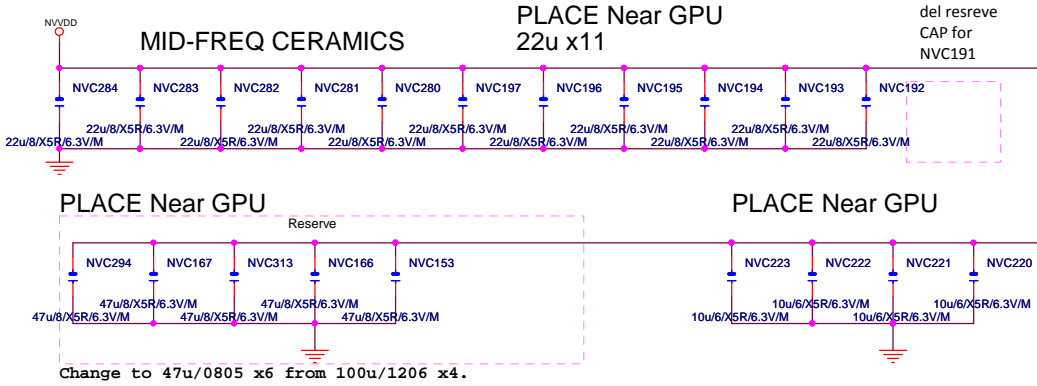 NVVDD
MID-FREQ CERAMICS
PLACE Near GPU
22u x11
del resreve
CAP for
NVC191
NVC284 NVC283 NVC282 NVC281 NVC280 NVC197 NVC196 NVC195 NVC194 NVC193 NVC192
22u/8/X5R/6.3V/M 22u/8/X5R/6.3V/M 22u/8/X5R/6.3V/M 22u/8/X5R/6.3V/M 22u/8/X5R/6.3V/M
22u/8/X5R/6.3V/M 22u/8/X5R/6.3V/M 22u/8/X5R/6.3V/M 22u/8/X5R/6.3V/M 22u/8/X5R/6.3V/M 22u/8/X5R/6.3V/M
PLACE Near GPU
Reserve
NVC294 NVC167 NVC313 NVC166 NVC153
47u/8/X5R/6.3V/M 47u/8/X5R/6.3V/M
47u/8/X5R/6.3V/M 47u/8/X5R/6.3V/M 47u/8/X5R/6.3V/M
Change to 47u/0805 x6 from 100u/1206 x4.
PLACE Near GPU
NVC223 NVC222 NVC221 NVC220
10u/6/X5R/6.3V/M 10u/6/X5R/6.3V/M
10u/6/X5R/6.3V/M 10u/6/X5R/6.3V/M